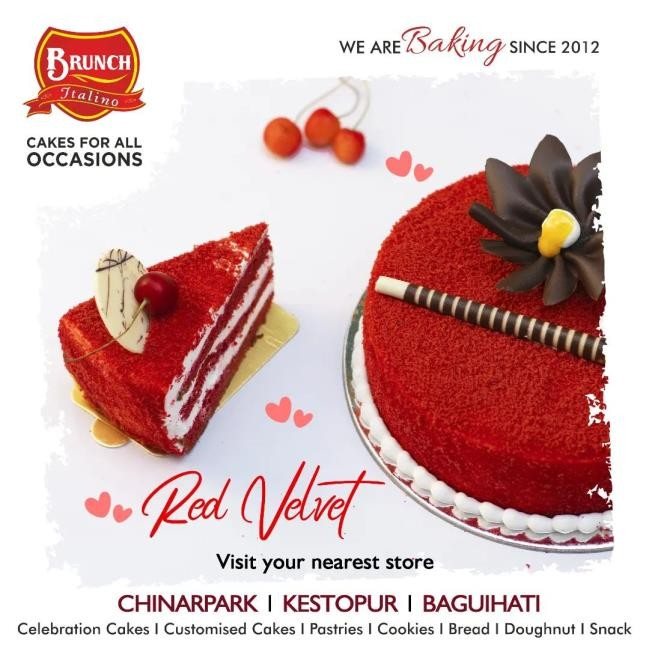 BRUNCH
Italino
CAKES FOR ALL
OCCASIONS
WE ARE Baking SINCE 2012
Red Velvet
Visit your nearest store
CHINARPARK I KESTOPUR I BAGUIHATI
Celebration Cakes I Customised Cakes I Pastries I Cookies I Bread I Doughnut I Snack